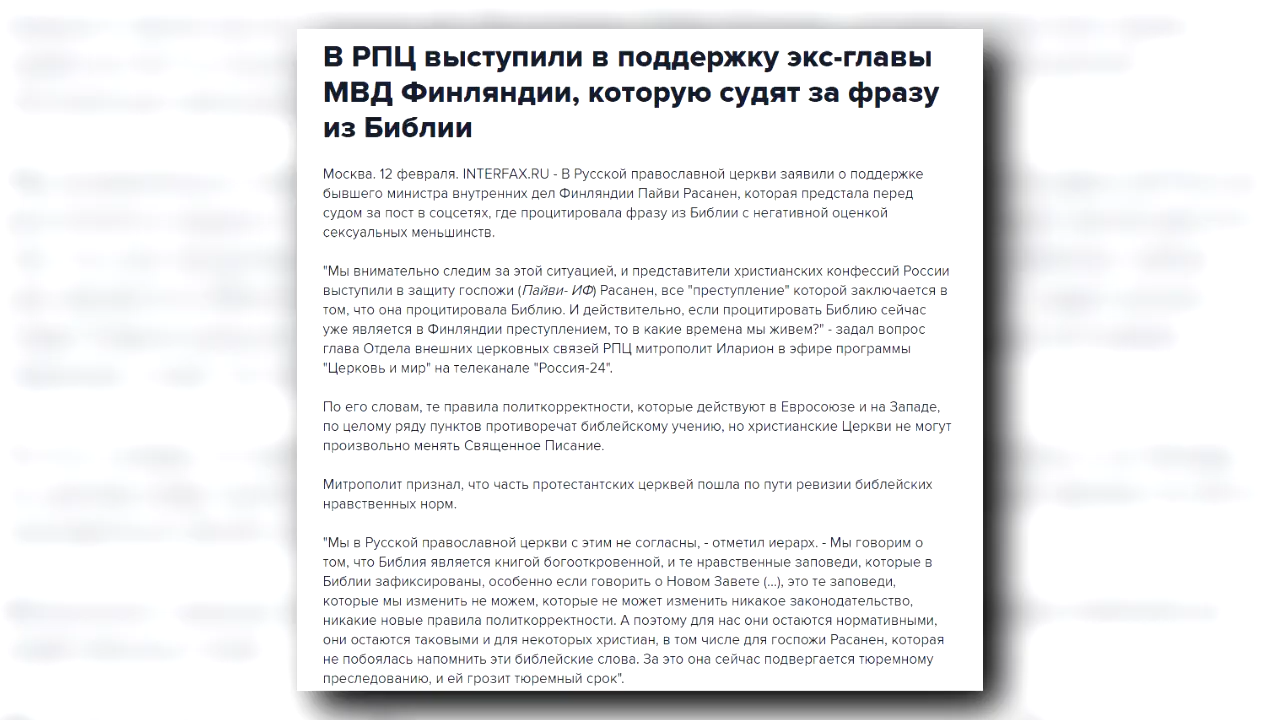 В РПЦ выступили в поддержку экс-главы
МВД Финляндии, которую судят за фразу
из Библии
Москва. 12 февраля. INTERFAX.RU - В Русской православной церкви заявили о поддержке
бывшего министра внутренних дел Финляндии Пайви Расанен, которая предстала перед
судом за пост в соцсетях, где процитировала фразу из Библии с негативной оценкой
сексуальных меньшинств.
"Мы внимательно следим за этой ситуацией, и представители христианских конфессий России
выступили в защиту госпожи (Пайви- ИФ) Расанен, все "преступление" которой заключается в
том, что она процитировала Библию. И действительно, если процитировать Библию сейчас
уже является в Финляндии преступлением, то в какие времена мы живем?" - задал вопрос
глава Отдела внешних церковных связей РПЦ митрополит Иларион в эфире программы
"Церковь и мир" на телеканале "Россия-24".
По его словам, те правила политкорректности, которые действуют в Евросоюзе и на Западе,
по целому ряду пунктов противоречат библейскому учению, но христианские Церкви не могут
произвольно менять Священное Писание.
Митрополит признал, что часть протестантских церквей пошла по пути ревизии библейских
нравственных норм.
"Мы в Русской православной церкви с этим не согласны, - отметил иерарх. - Мы говорим о
том, что Библия является книгой богооткровенной, и те нравственные заповеди, которые в
Библии зафиксированы, особенно если говорить о Новом Завете (...), это те заповеди,
которые мы изменить не можем, которые не может изменить никакое законодательство,
никакие новые правила политкорректности. А поэтому для нас они остаются нормативными,
они остаются таковыми и для некоторых христиан, в том числе для госпожи Расанен, которая
не побоялась напомнить эти библейские слова. За это она сейчас подвергается тюремному
преследованию, и ей грозит тюремный срок".